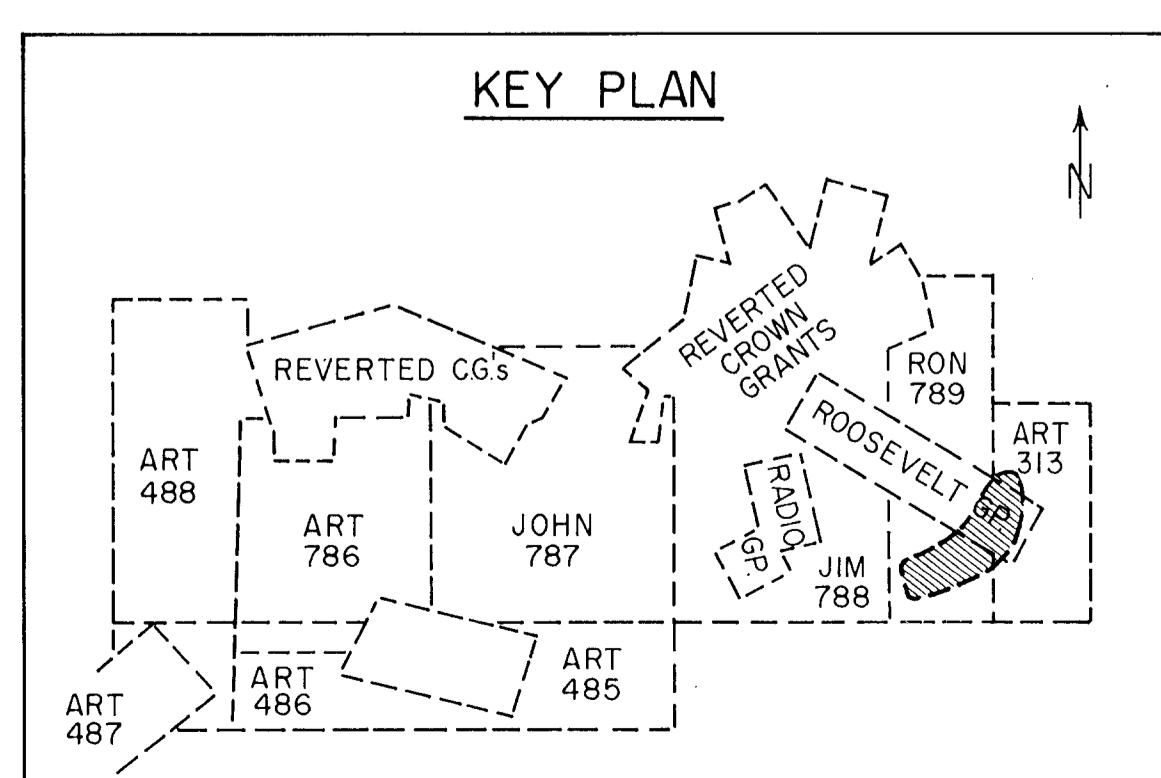 KEY PLAN
N
REVERTED
CROWN
GRANTS
REVERTED C.G.'s
RON
789
ROOSEVELT GP.
ART
313
ART
488
RADIO
GP.
ART
786
JOHN
787
JIM
788
ART
485
ART
486
ART
487